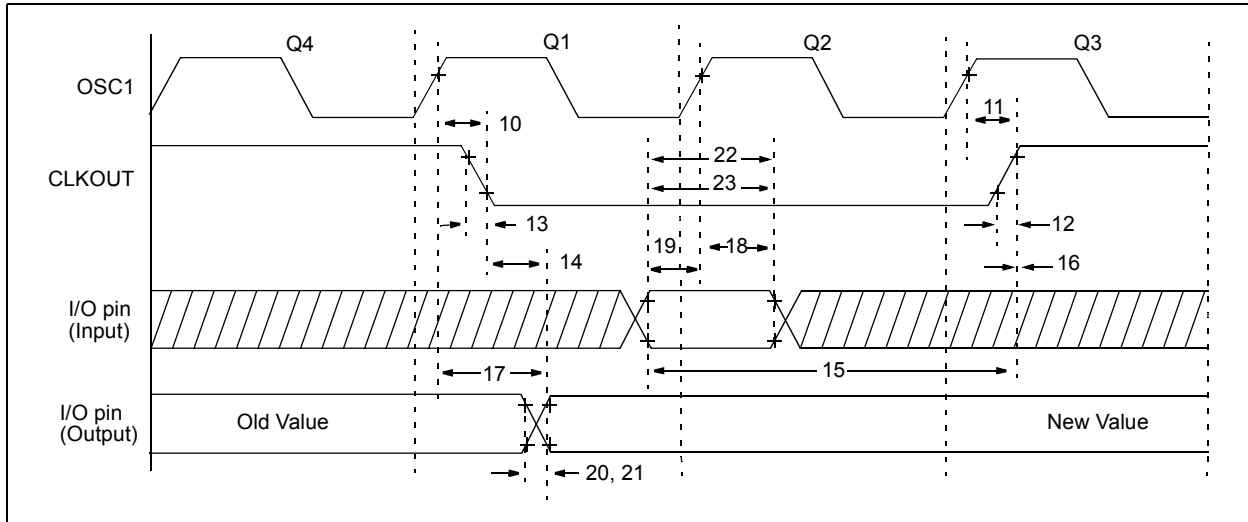 Q4 Q1 Q2 Q3
OSC1
10 11
22
CLKOUT
23
13 12
19 18
14 16
I/O pin
(Input)
17 15
I/O pin
(Output)
Old Value New Value
20, 21